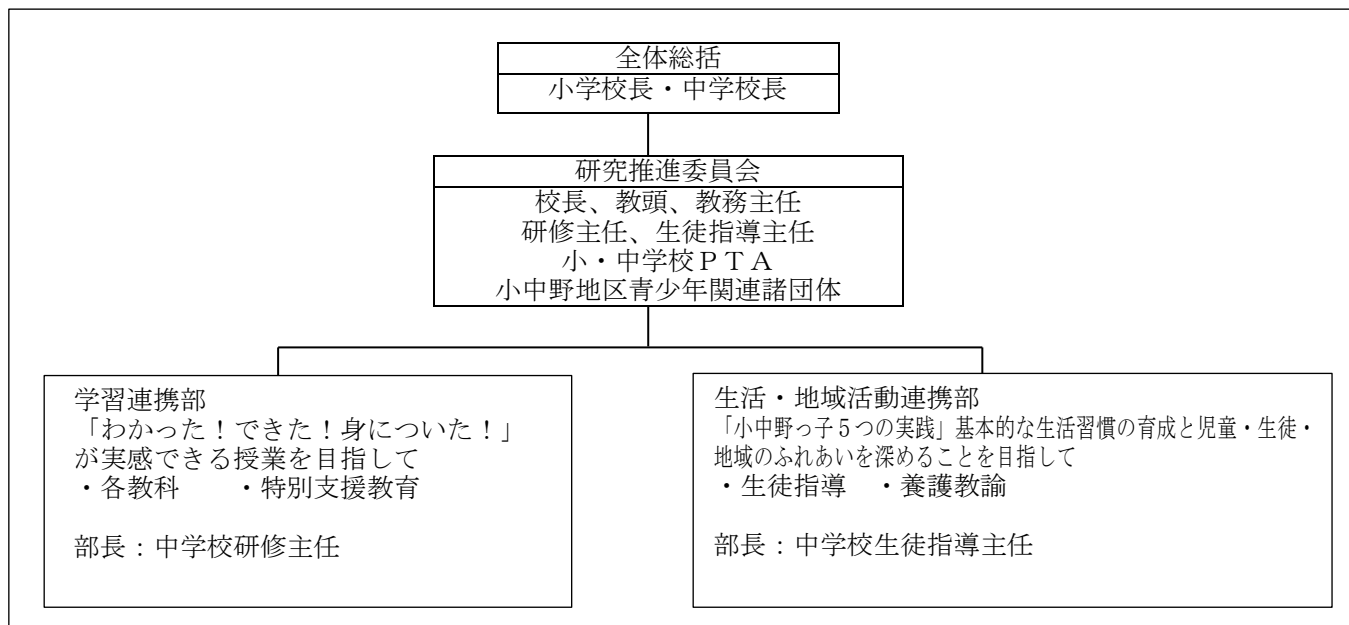 全体総括
小学校長・中学校長
研究推進委員会
校長、教頭、教務主任
研修主任、生徒指導主任
小・中学校ＰＴＡ
小中野地区青少年関連諸団体
学習連携部
「わかった！できた！身についた！」
が実感できる授業を目指して
・各教科　　・特別支援教育
部長：中学校研修主任
生活・地域活動連携部
「小中野っ子５つの実践」基本的な生活習慣の育成と児童・生徒・
地域のふれあいを深めることを目指して
・生徒指導　・養護教諭
部長：中学校生徒指導主任